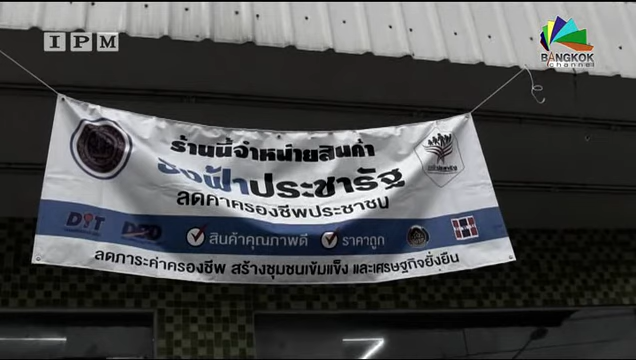 IPM
BANGKOK
channel
ร้านนี้จำหน่ายสินค้า
ธงฟ้าประชารัฐ
ลดค่าครองชีพประชาชน
DIT
สินค้าคุณภาพดี
ราคาถูก
ลดภาระค่าครองชีพ สร้างชุมชนเข้มแข็ง และเศรษฐกิจยั่งยืน